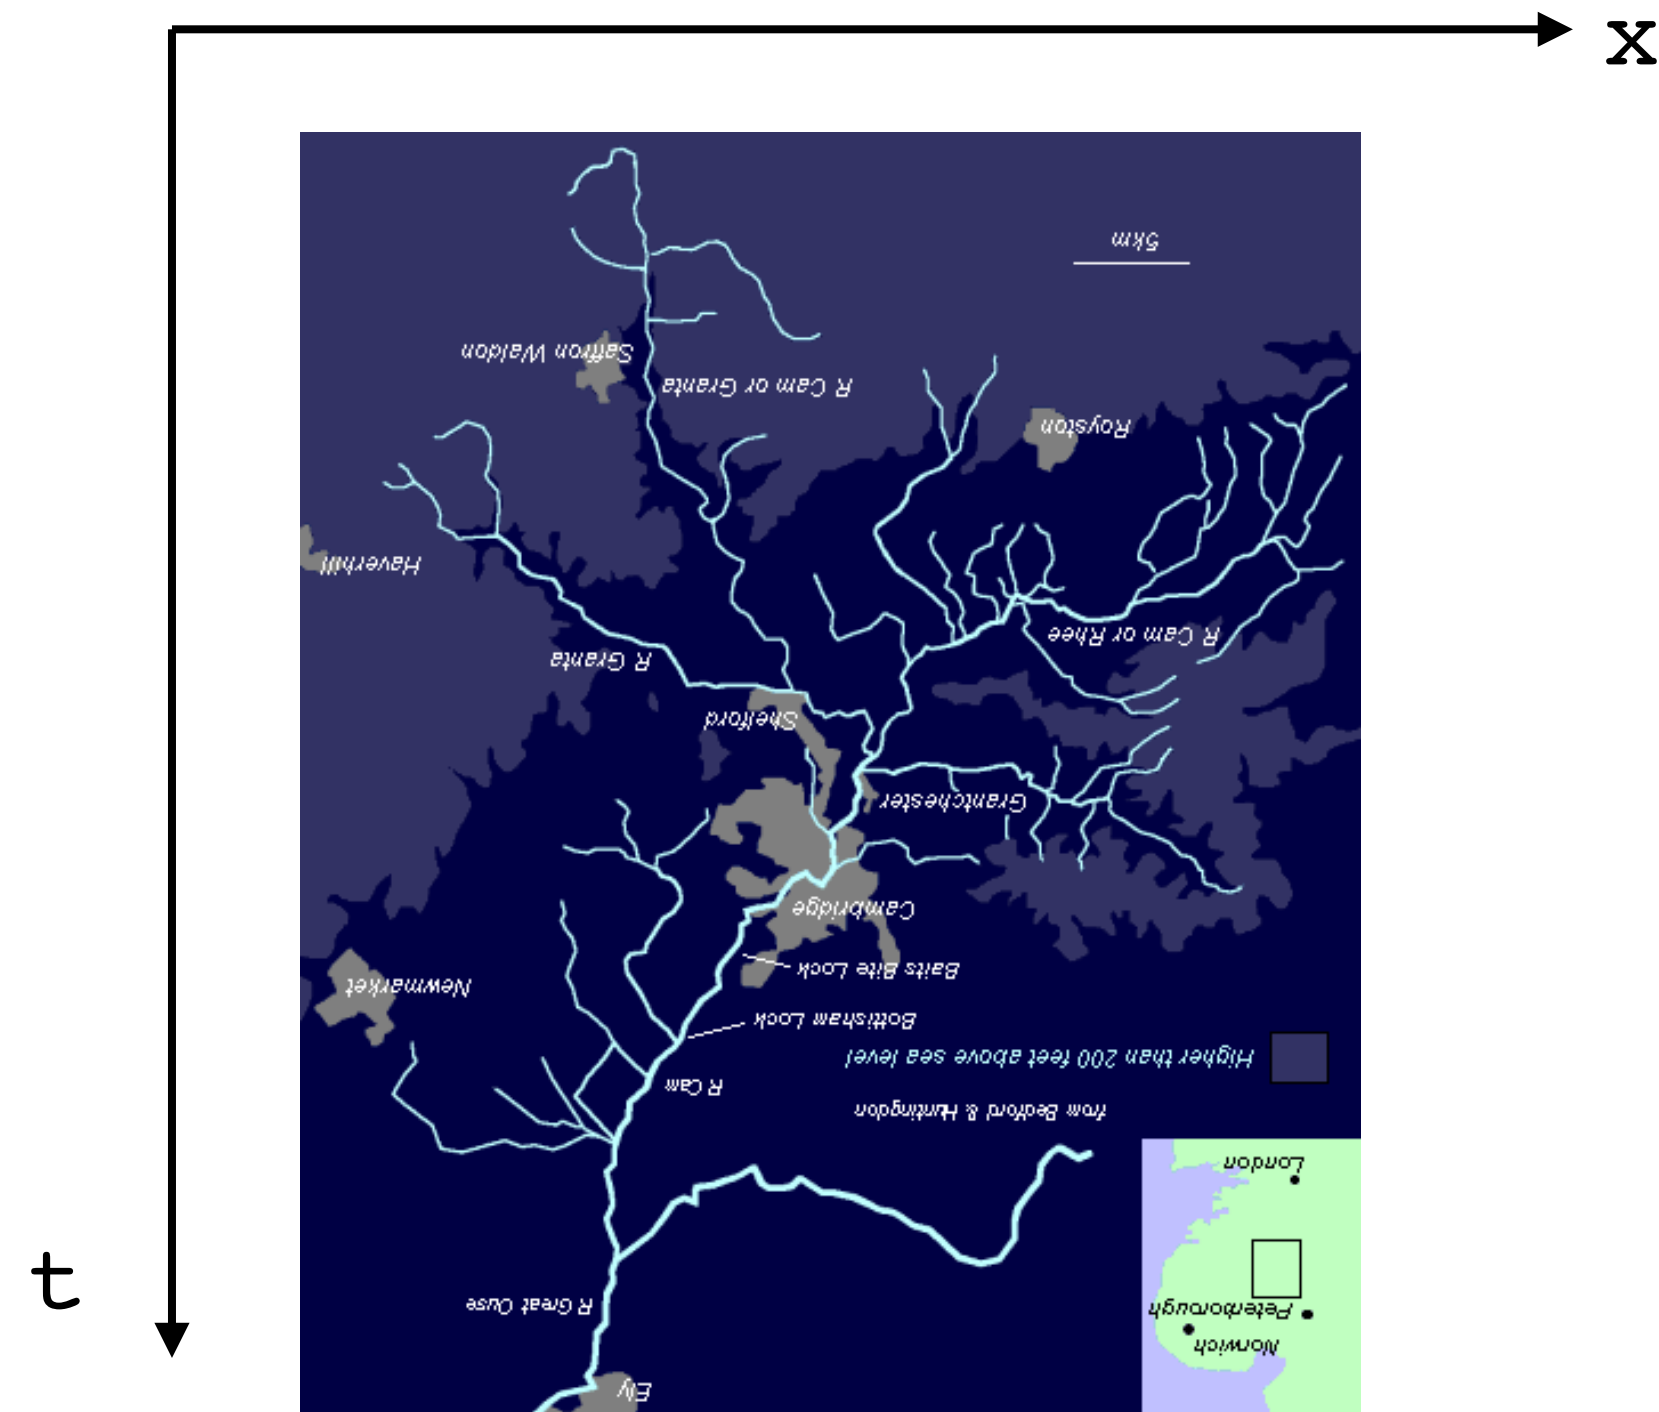 x
5km
Saffron Waldon
R Cam or Granta
Royston
Haverhill
R Cam or Rhee
R Granta
Shelford
Grantchester
Cambridge
Baits Bite Lock
Newmarket
Bottisham Lock
Higher than 200 feet above sea level
R Cam
from Bedford & Huntingdon
London
t
R Great Ouse
Peterborough
Norwich
Ely